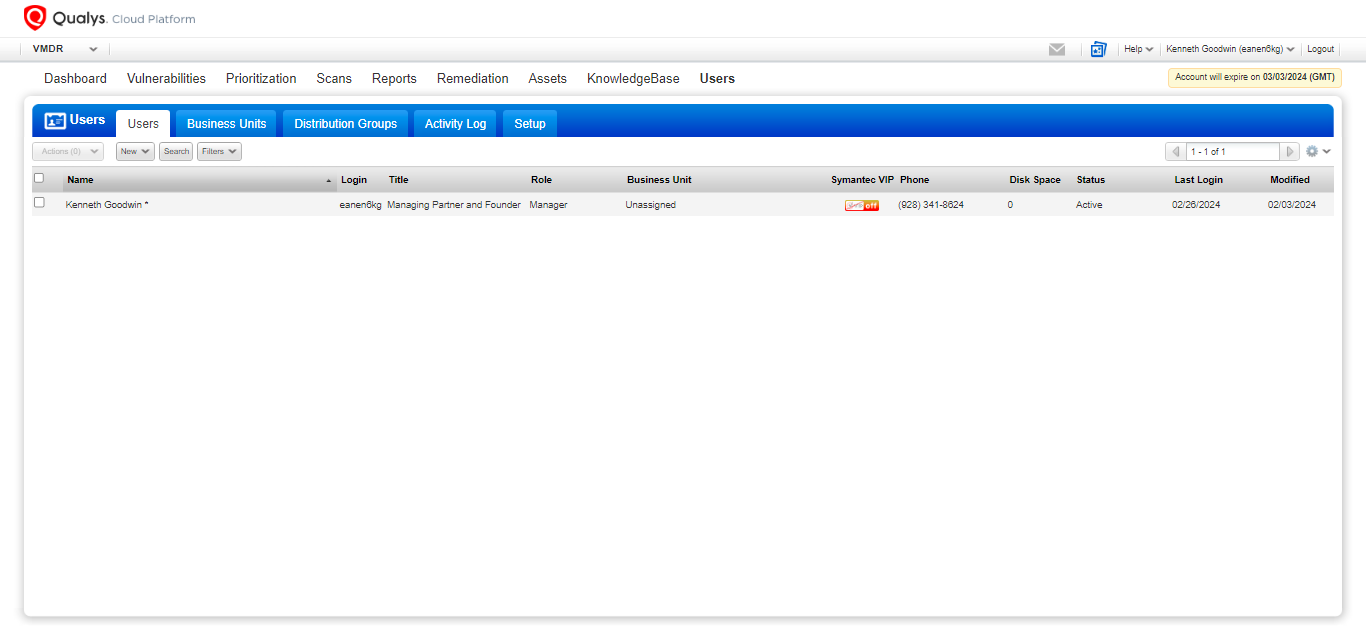 Qualys. Cloud Platform
VMDR Help Kenneth Goodwin (eanen6kg) Logout
Dashboard Vulnerabilities Prioritization Scans Reports Remediation Assets KnowledgeBase Users Account will expire on 03/03/2024 (GMT)
Users Users Business Units Distribution Groups Activity Log Setup
Actions (0) New Search Filters 1 - 1 of 1
Name Login Title Role Business Unit Symantec VIP Phone Disk Space Status Last Login Modified
Kenneth Goodwin * eanen6kg Managing Partner and Founder Manager Unassigned off (928) 341-8624 0 Active 02/26/2024 02/03/2024